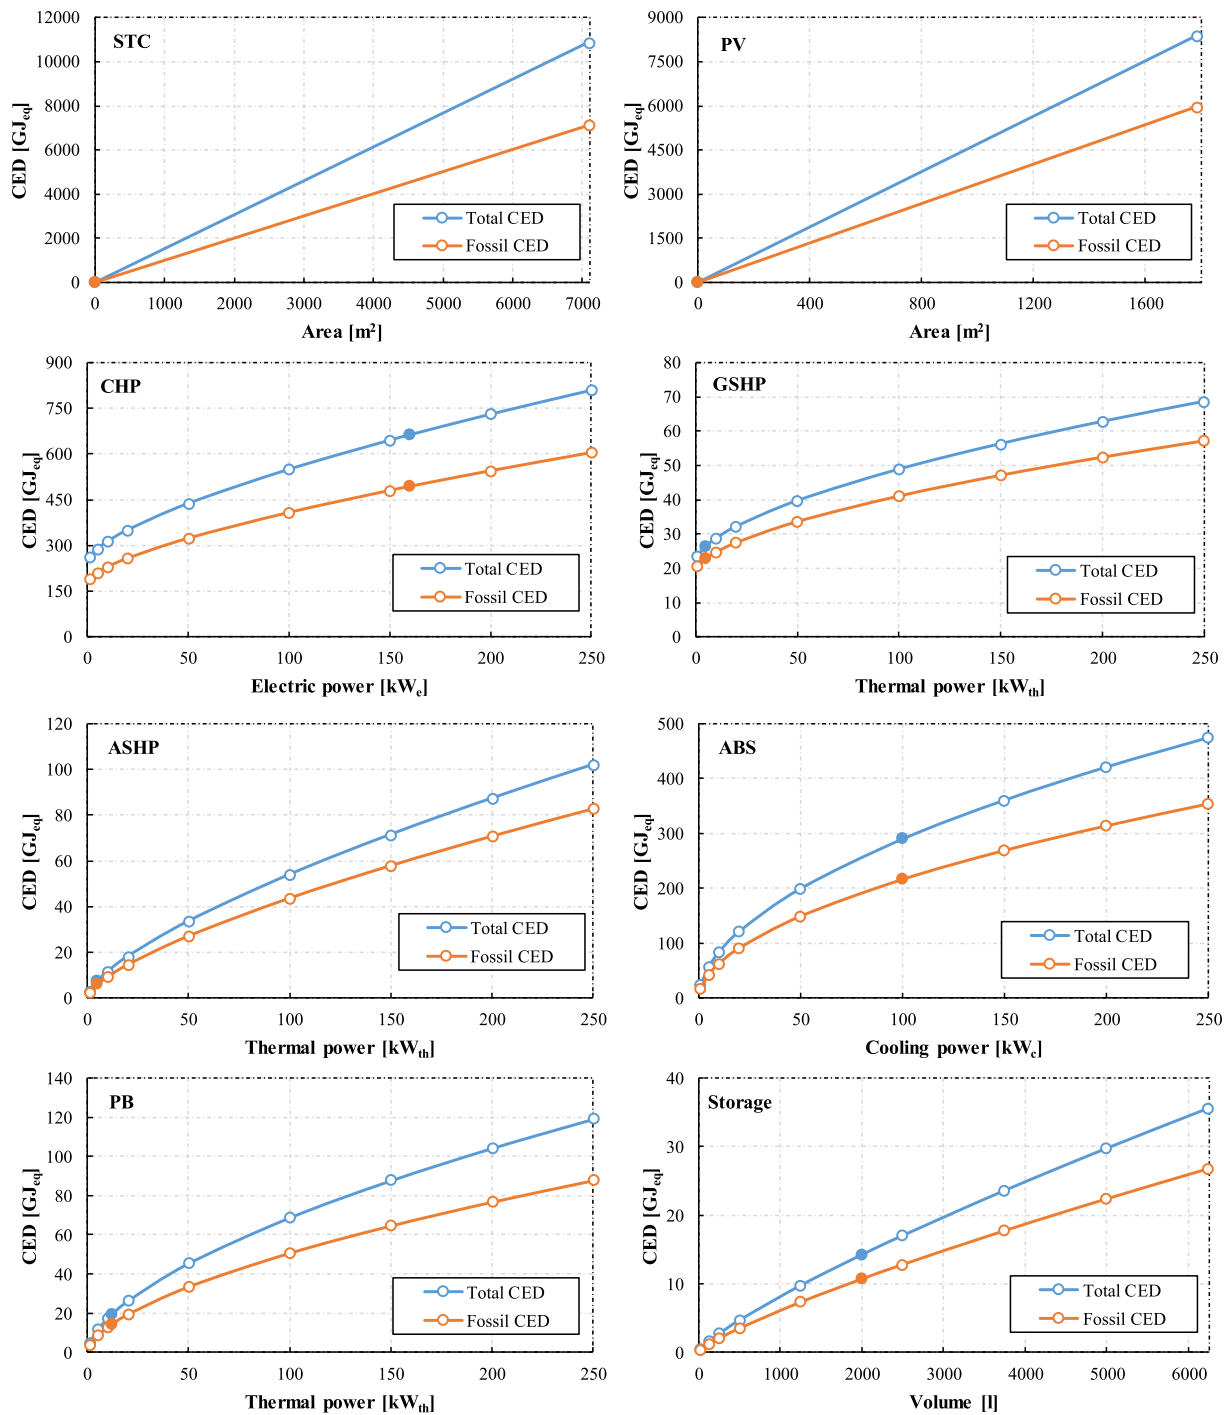 STC
CED [GJeq]
12000
10000
8000
6000
4000
2000
0
Total CED
Fossil CED
0 1000 2000 3000 4000 5000 6000 7000
Area [m²]
PV
CED [GJeq]
9000
7500
6000
4500
3000
1500
0
Total CED
Fossil CED
0 400 800 1200 1600
Area [m²]
CHP
CED [GJeq]
900
750
600
450
300
150
0
Total CED
Fossil CED
0 50 100 150 200 250
Electric power [kWe]
GSHP
CED [GJeq]
80
70
60
50
40
30
20
10
0
Total CED
Fossil CED
0 50 100 150 200 250
Thermal power [kWth]
ASHP
CED [GJeq]
120
100
80
60
40
20
0
Total CED
Fossil CED
0 50 100 150 200 250
Thermal power [kWth]
ABS
CED [GJeq]
500
400
300
200
100
0
Total CED
Fossil CED
0 50 100 150 200 250
Cooling power [kWc]
PB
CED [GJeq]
140
120
100
80
60
40
20
0
Total CED
Fossil CED
0 50 100 150 200 250
Thermal power [kWth]
Storage
CED [GJeq]
40
30
20
10
0
Total CED
Fossil CED
0 1000 2000 3000 4000 5000 6000
Volume [l]